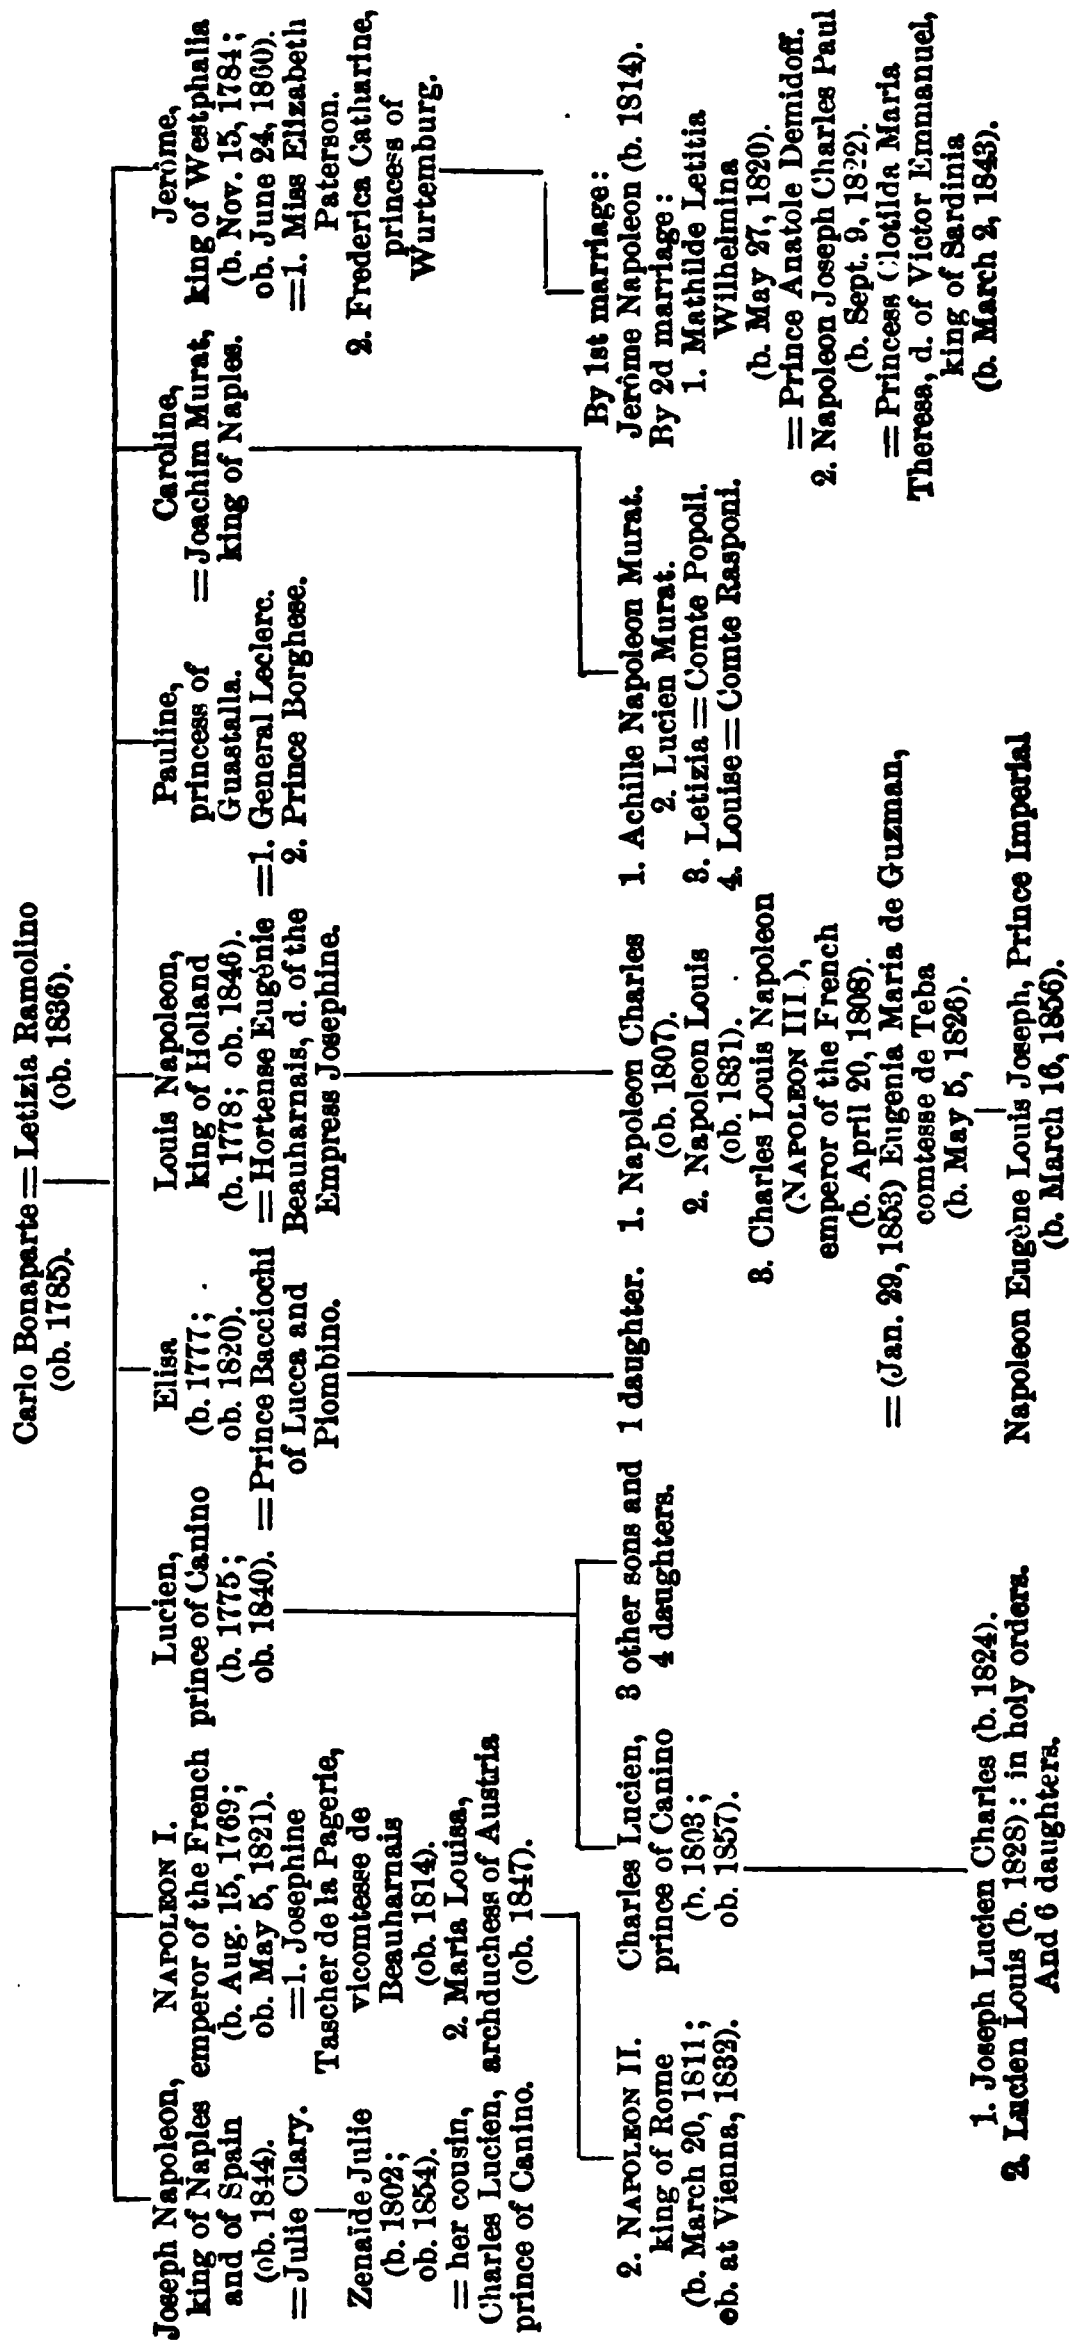 Carlo Bonaparte = Letizia Ramolino
(ob. 1785).
(ob. 1836).
Joseph Napoleon,
king of Naples
and of Spain
(ob. 1844).
= Julie Clary.
Zenaïde Julie
(b. 1802;
ob. 1854).
= her cousin,
Charles Lucien,
prince of Canino.
NAPOLEON I.
emperor of the French
(b. Aug. 15, 1769;
ob. May 5, 1821).
=1. Josephine
Tascher de la Pagerie,
vicomtesse de
Beauharnais
(ob. 1814).
2. Maria Louisa,
archduchess of Austria
(ob. 1847).
2. NAPOLEON II.
king of Rome
(b. March 20, 1811;
ob. at Vienna, 1832).
Lucien,
prince of Canino
(b. 1775;
ob. 1840).
Charles Lucien,
prince of Canino
(b. 1803;
ob. 1857).
3 other sons and
4 daughters.
1. Joseph Lucien Charles (b. 1824).
2. Lucien Louis (b. 1828): in holy orders.
And 6 daughters.
Elisa
(b. 1777;
ob. 1820).
= Prince Bacciochi
of Lucca and
Piombino.
1 daughter.
Louis Napoleon,
king of Holland
(b. 1778; ob. 1846).
= Hortense Eugénie
Beauharnais, d. of the
Empress Josephine.
1. Napoleon Charles
(ob. 1807).
2. Napoleon Louis
(ob. 1831).
3. Charles Louis Napoleon
(NAPOLEON III.),
emperor of the French
(b. April 20, 1808).
= (Jan. 29, 1853) Eugenia Maria de Guzman,
comtesse de Teba
(b. May 5, 1826).
Napoleon Eugène Louis Joseph, Prince Imperial
(b. March 16, 1856).
Pauline,
princess of
Guastalla.
=1. General Leclerc.
2. Prince Borghese.
Caroline,
= Joachim Murat,
king of Naples.
1. Achille Napoleon Murat.
2. Lucien Murat.
3. Letizia = Comte Popoli.
4. Louise = Comte Rasponi.
Jerôme,
king of Westphalia
(b. Nov. 15, 1784;
ob. June 24, 1860).
=1. Miss Elizabeth
Paterson.
2. Frederica Catharine,
princess of
Wurtemburg.
By 1st marriage:
Jerôme Napoleon (b. 1814).
By 2d marriage:
1. Mathilde Letitia
Wilhelmina
(b. May 27, 1820).
= Prince Anatole Demidoff.
2. Napoleon Joseph Charles Paul
(b. Sept. 9, 1822).
= Princess Clotilda Maria
Theresa, d. of Victor Emmanuel,
king of Sardinia
(b. March 2, 1843).